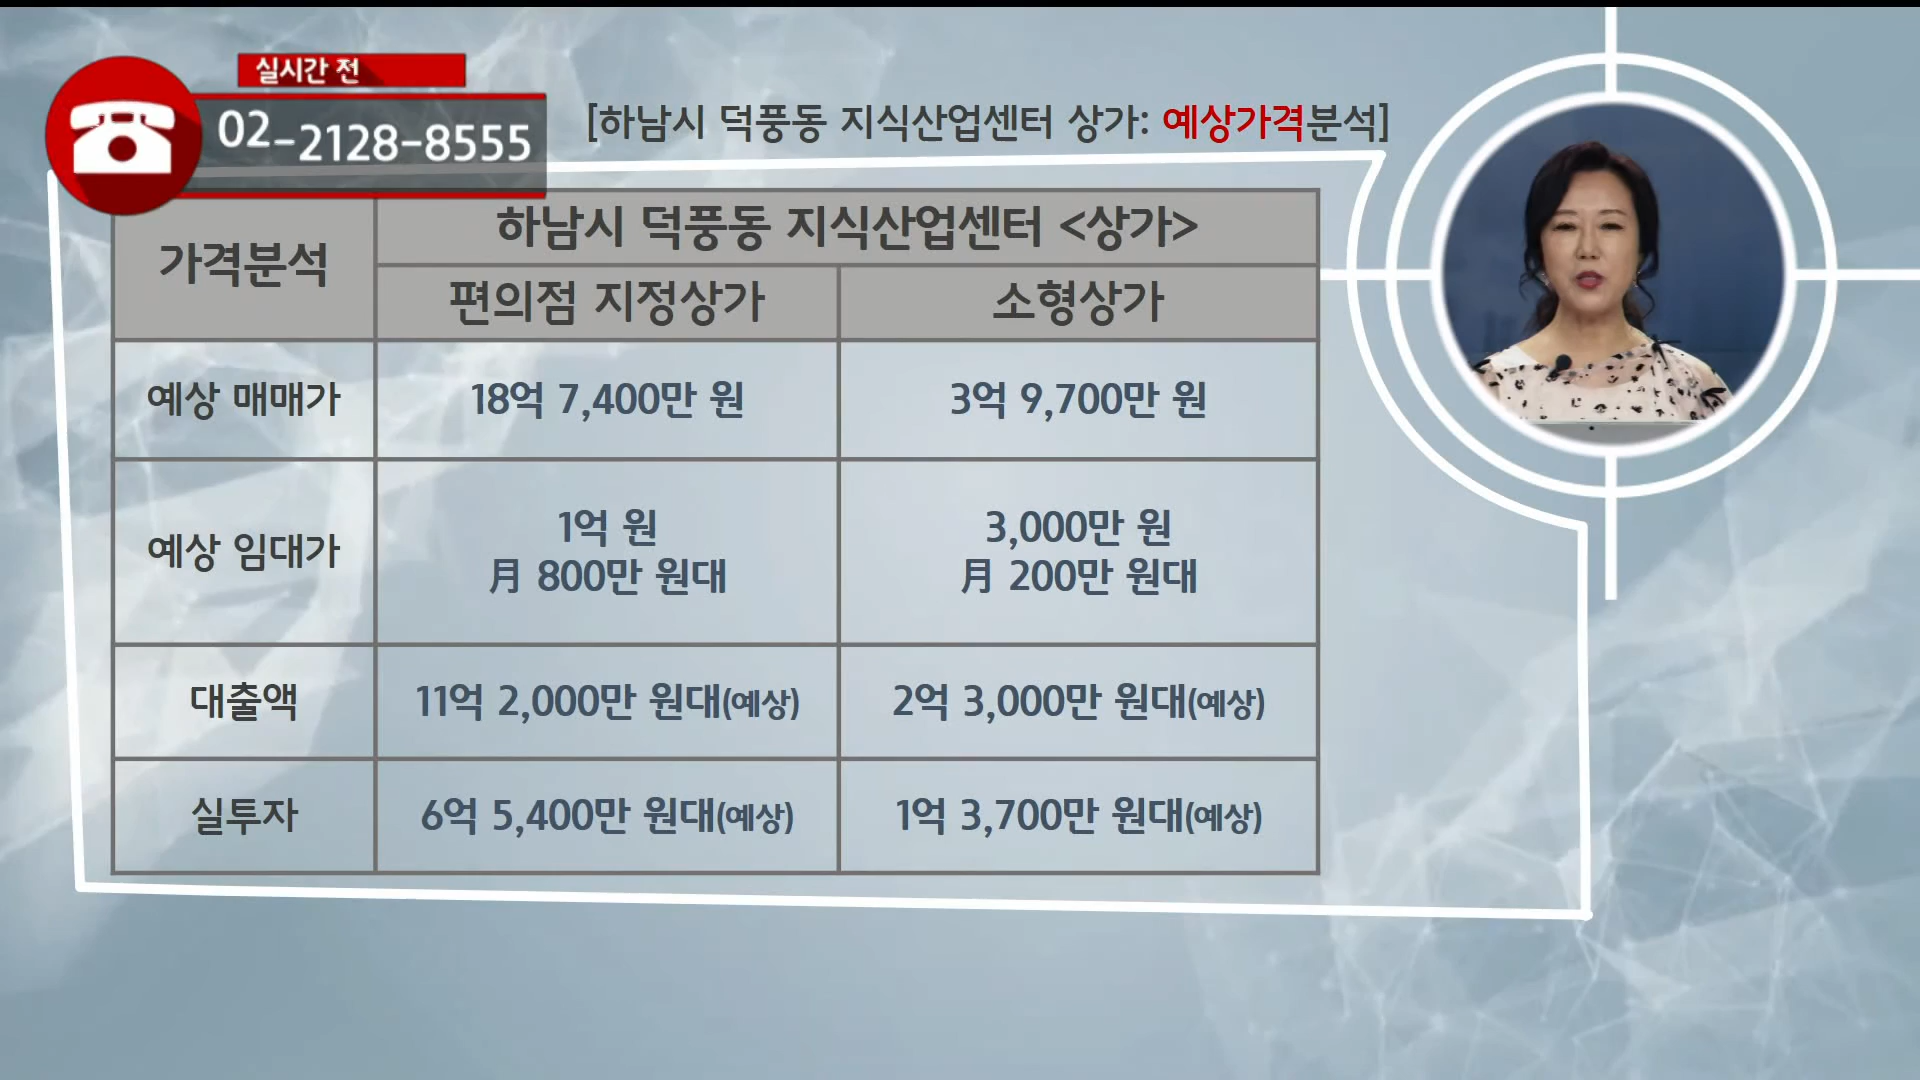 실시간 전
02-2128-8555
[하남시 덕풍동 지식산업센터 상가: 예상가격분석]
가격분석
하남시 덕풍동 지식산업센터 <상가>
편의점 지정상가
소형상가
예상 매매가
18억 7,400만 원
3억 9,700만 원
예상 임대가
1억 원
月 800만 원대
3,000만 원
月 200만 원대
대출액
11억 2,000만 원대(예상)
2억 3,000만 원대(예상)
실투자
6억 5,400만 원대(예상)
1억 3,700만 원대(예상)